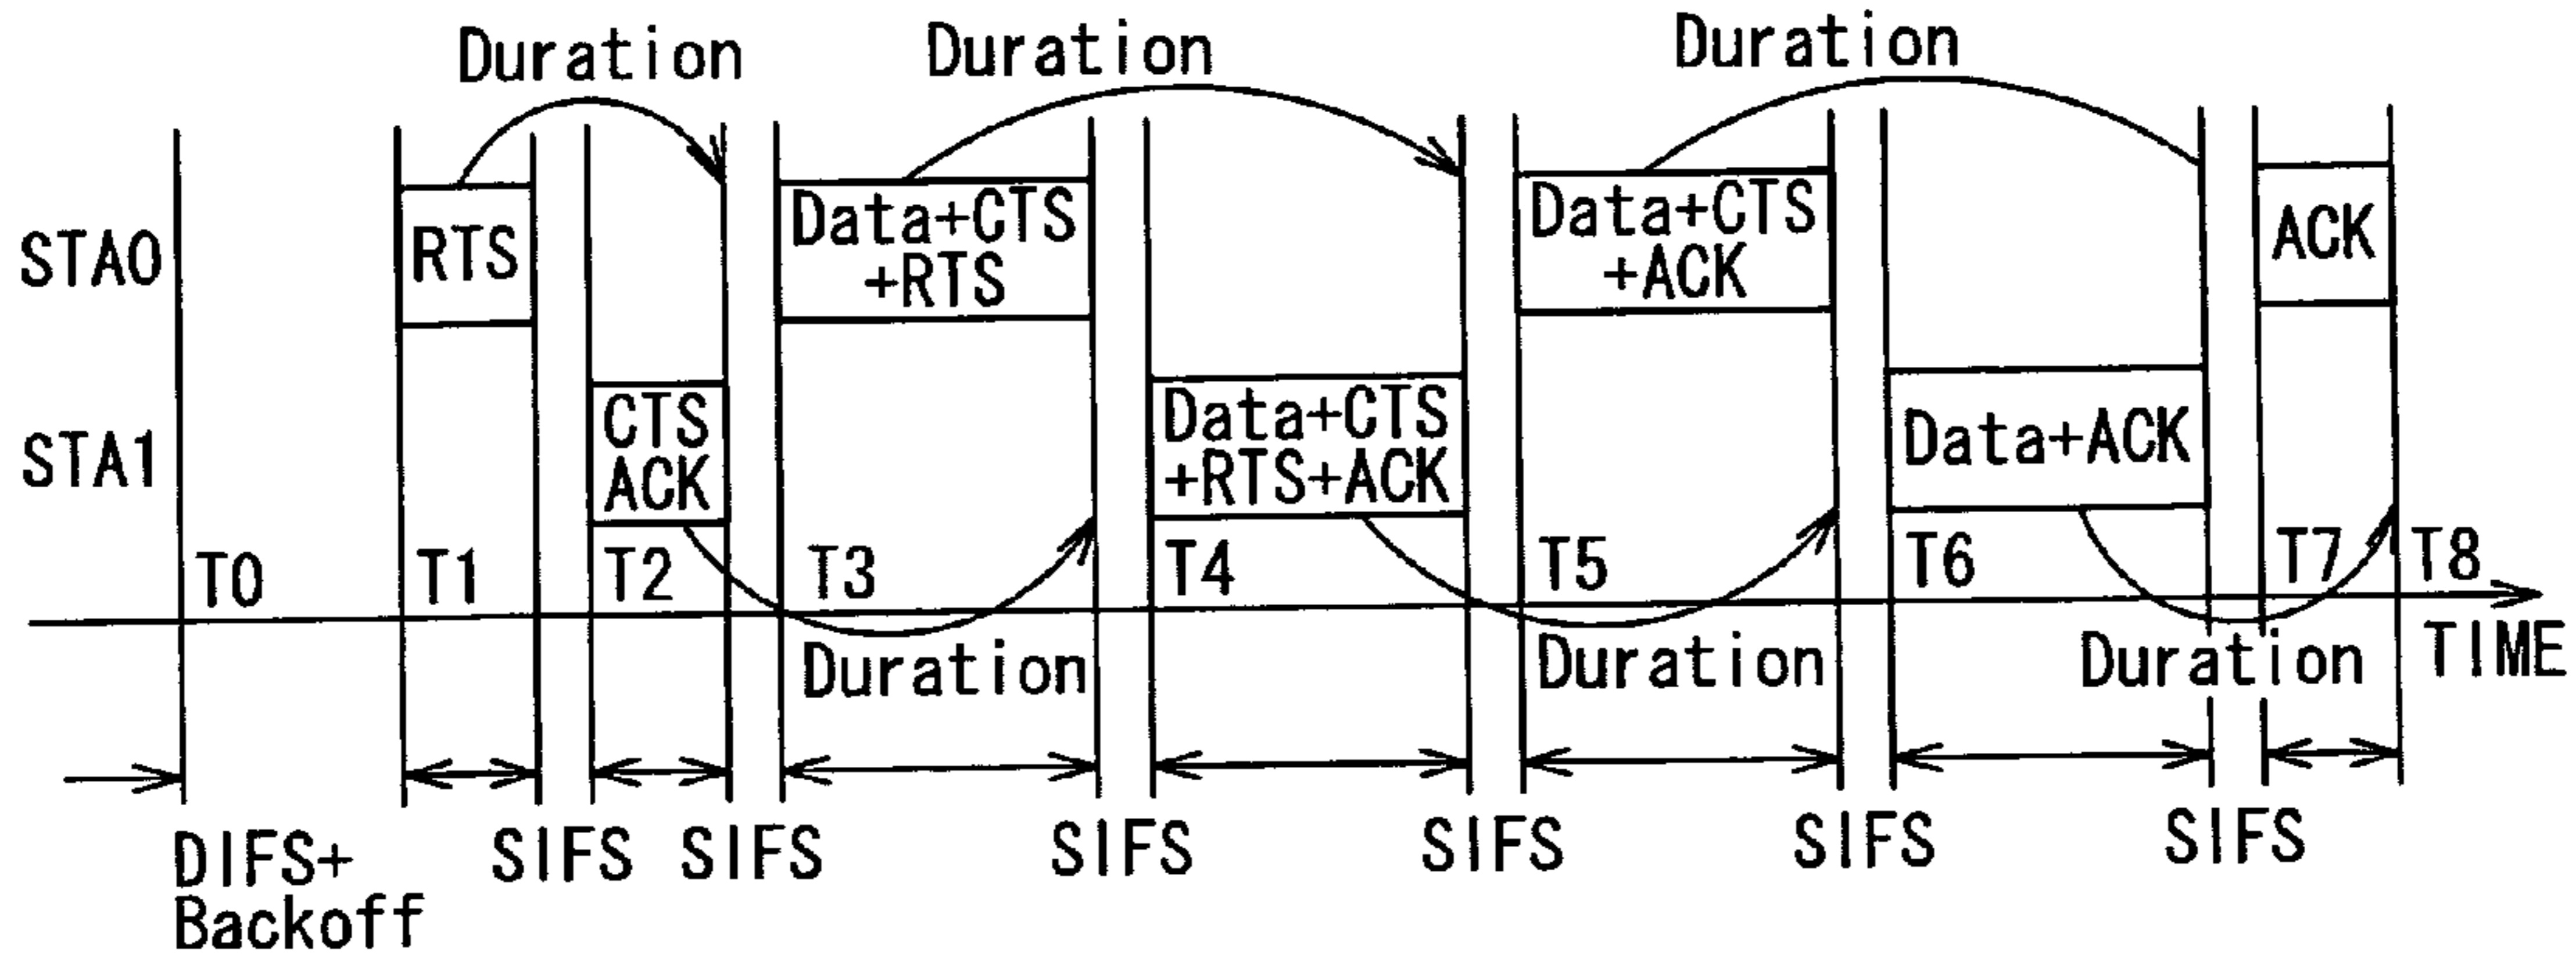 Duration Duration Duration
STA0 RTS Data+CTS
+RTS Data+CTS
+ACK ACK
STA1 CTS
ACK Data+CTS
+RTS+ACK Data+ACK
T0 T1 T2 T3 T4 T5 T6 T7 T8
Duration Duration Duration TIME
DIFS+
Backoff SIFS SIFS SIFS SIFS SIFS SIFS